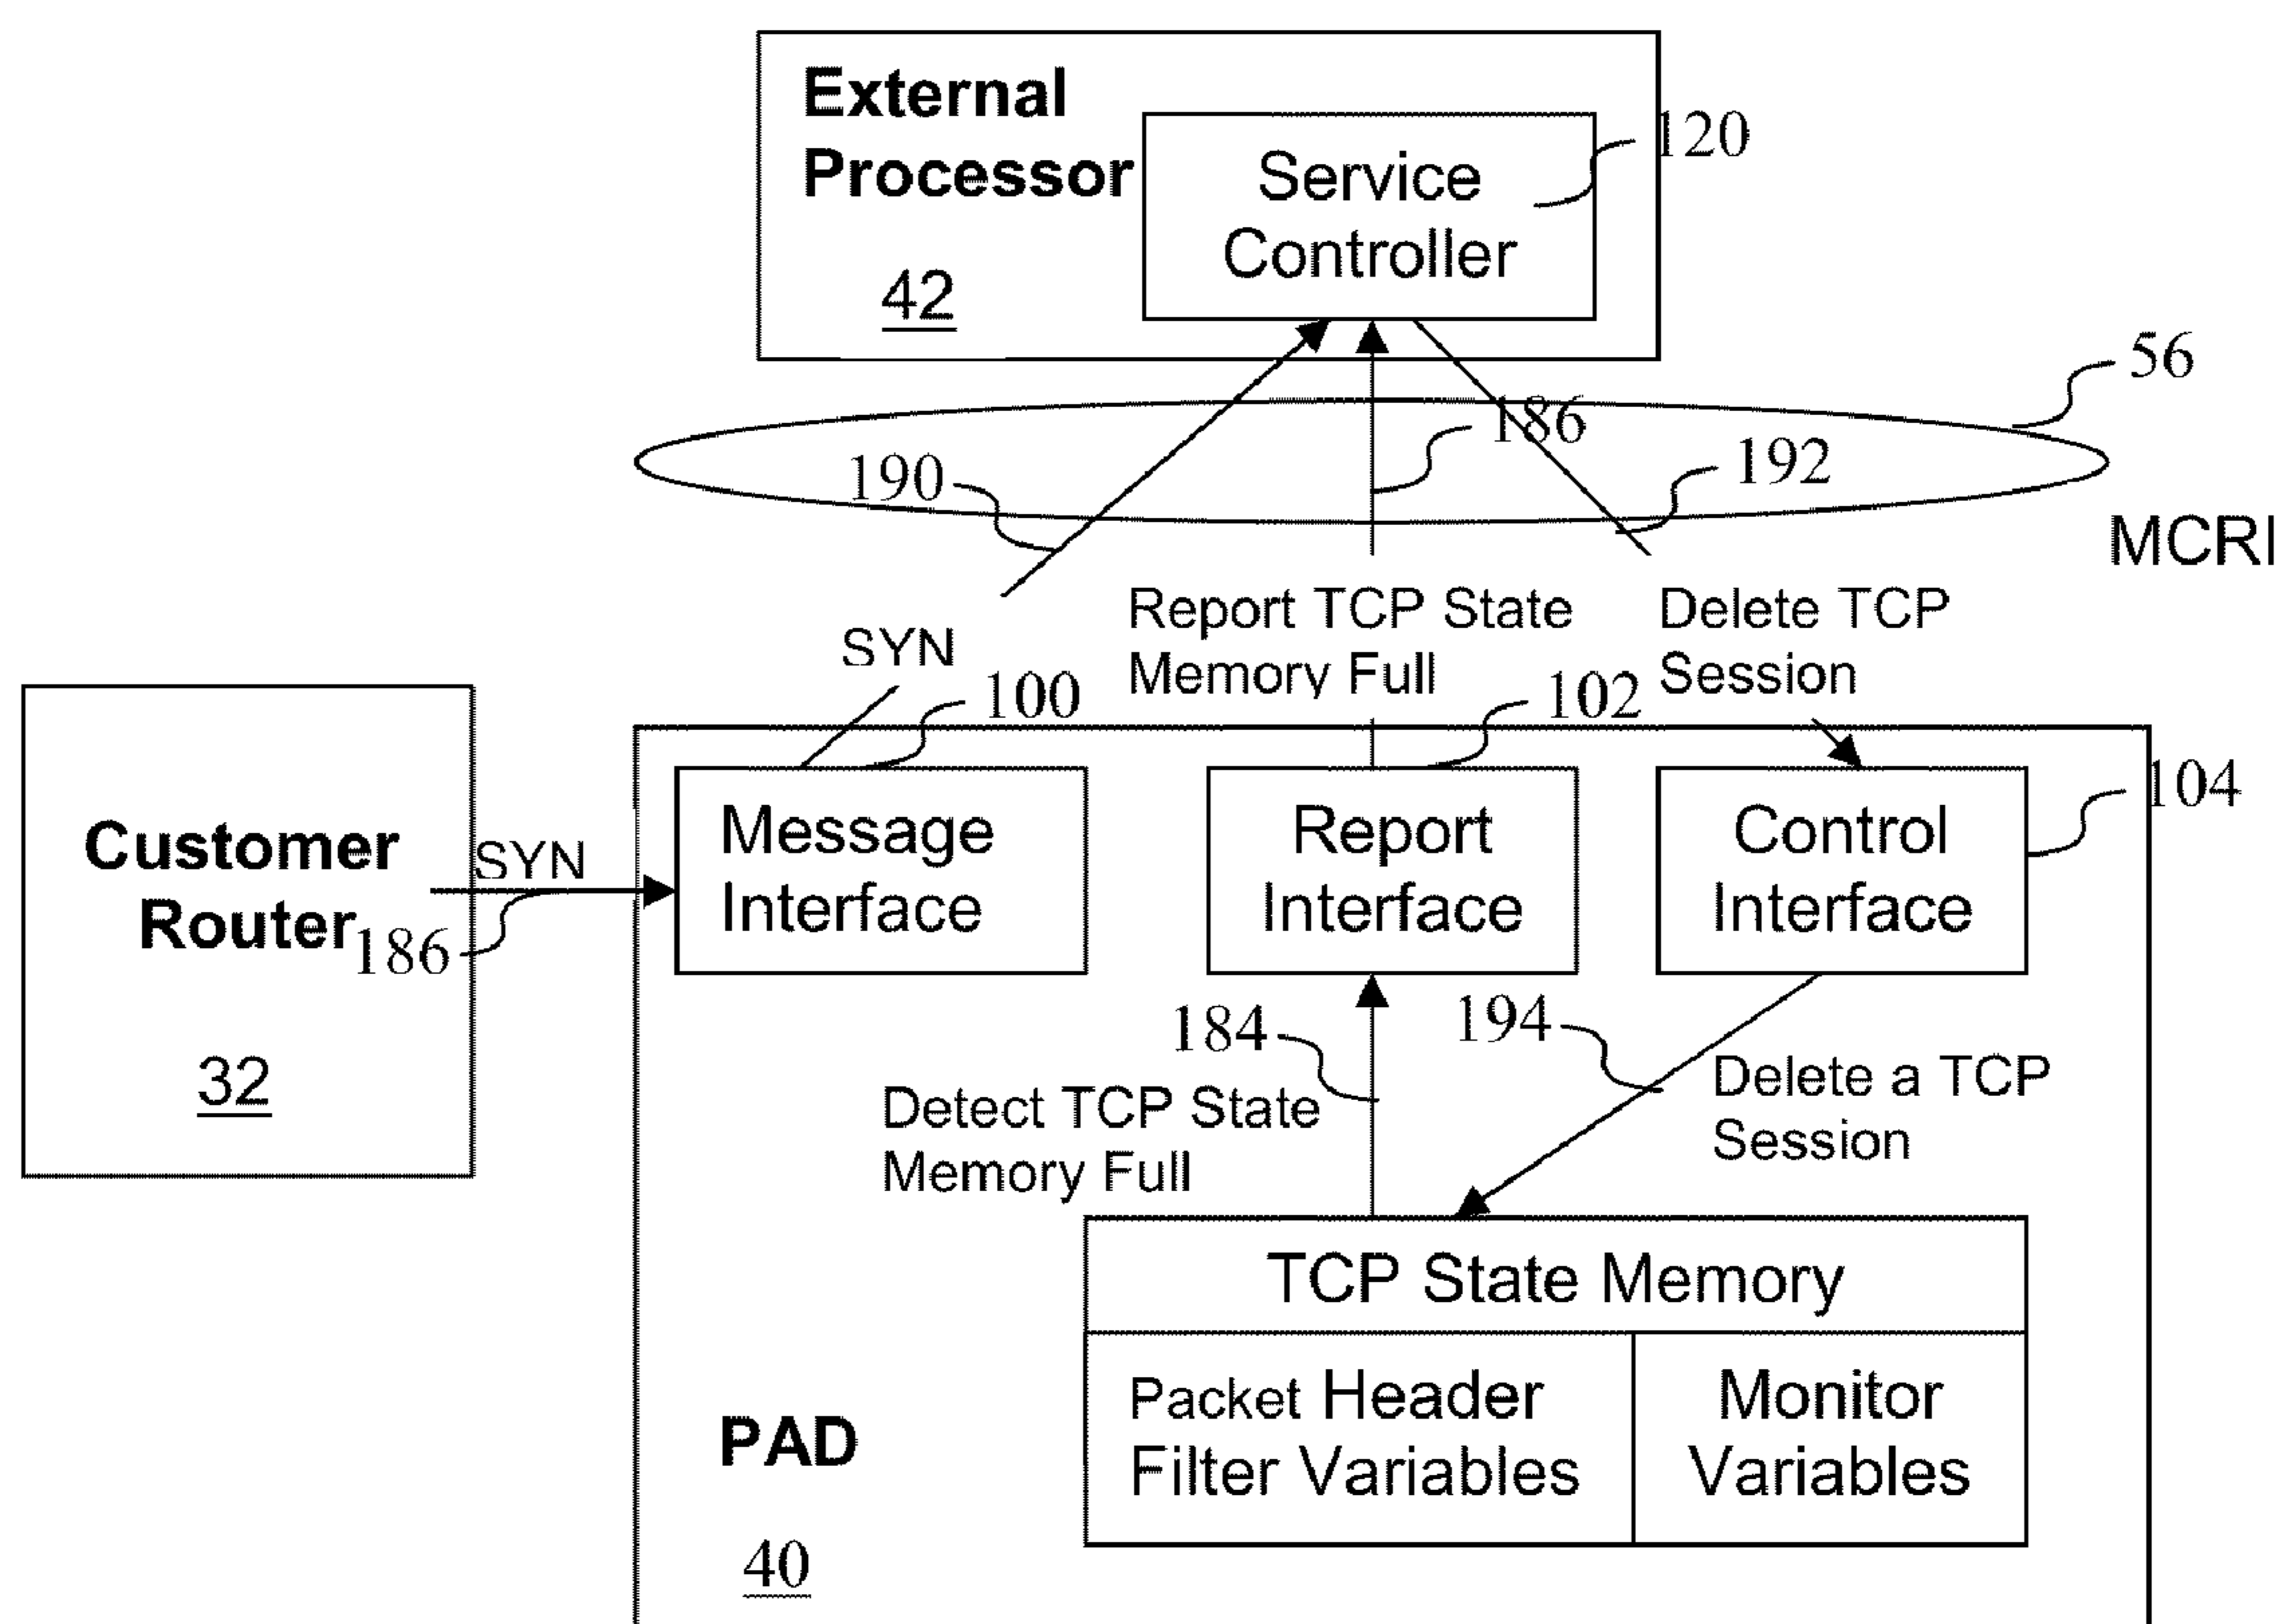 External
Processor
42
Service
Controller
120
56
186
190
192
MCRI
SYN
Report TCP State
Memory Full
Delete TCP
Session
100
102
104
Customer
Router
32
SYN
186
Message
Interface
Report
Interface
Control
Interface
184
194
Detect TCP State
Memory Full
Delete a TCP
Session
TCP State Memory
Packet Header
Filter Variables
Monitor
Variables
PAD
40